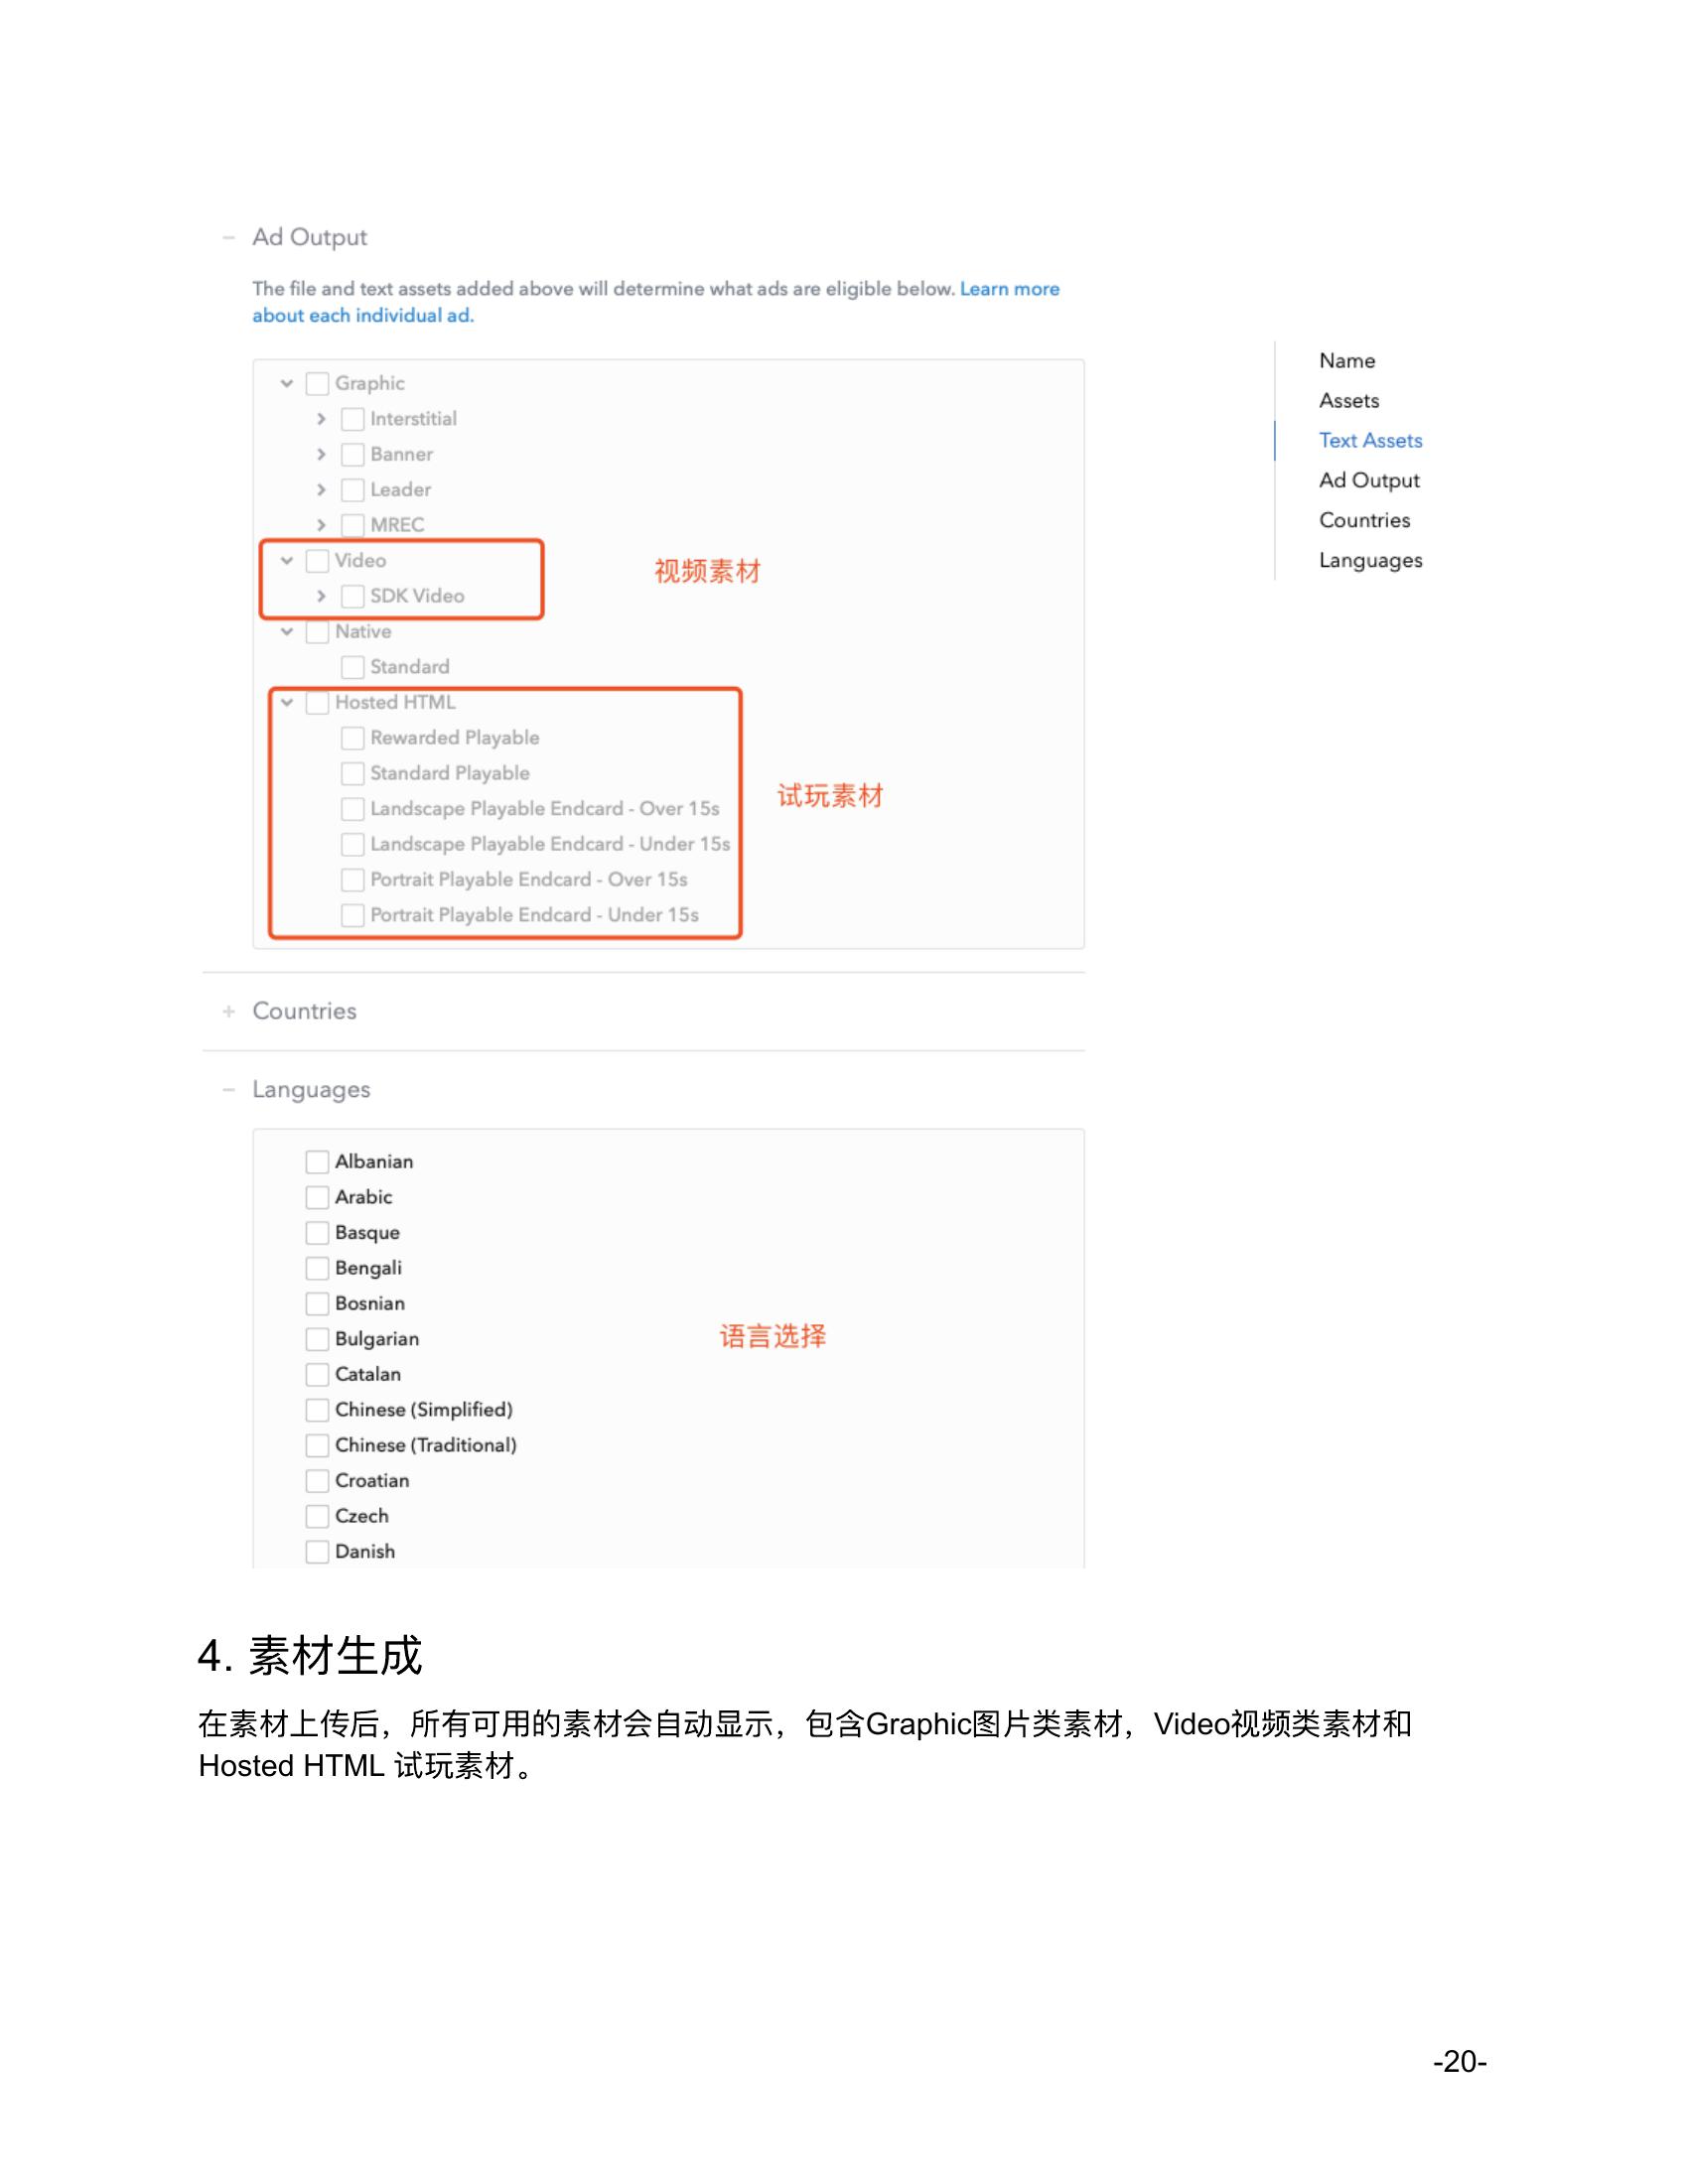 Ad Output
The file and text assets added above will determine what ads are eligible below. Learn more
about each individual ad.
Graphic
Interstitial
Banner
Leader
MREC
Video
SDK Video
视频素材
Native
Standard
Hosted HTML
Rewarded Playable
Standard Playable
Landscape Playable Endcard - Over 15s
Landscape Playable Endcard - Under 15s
Portrait Playable Endcard - Over 15s
Portrait Playable Endcard - Under 15s
试玩素材
Name
Assets
Text Assets
Ad Output
Countries
Languages
Countries
Languages
Albanian
Arabic
Basque
Bengali
Bosnian
Bulgarian
Catalan
Chinese (Simplified)
Chinese (Traditional)
Croatian
Czech
Danish
语言选择
4. 素材生成
在素材上传后，所有可用的素材会自动显示，包含Graphic图片类素材，Video视频类素材和
Hosted HTML 试玩素材。
-20-